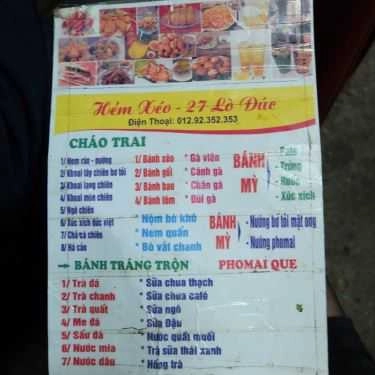 Hẻm Xéo - 27 Lò Đúc
Điện Thoại: 012.92.352.353
CHÁO TRAI
1/ Nem rán - nướng
2/ Khoai tây chiên bơ tỏi
3/ Khoai lang chiên
4/ Khoai môn chiên
5/ Ngô chiên
6/ Xúc xích đức việt
7/ Chả cá chiên
8/ Há cảo
1/ Bánh xèo
2/ Bánh gối
3/ Bánh bao
4/ Bánh tôm
* Gà viên
* Cánh gà
* Chân gà
* Đùi gà
BÁNH MỲ
- Pate
- Trứng
- Ruốc
- Xúc xích
* Nộm bò khô
* Nem quấn
* Bò vắt chanh
BÁNH MỲ
- Nướng bơ tỏi mật ong
- Nướng phomai
BÁNH TRÁNG TRỘN
PHOMAI QUE
1/ Trà đá
2/ Trà chanh
3/ Trà quất
4/ Me đá
5/ Sấu đá
6/ Nước mía
7/ Nước dâu
* Sữa chua thạch
* Sữa chua café
* Sữa ngô
* Sữa Đậu
* Nước quất muối
* Trà sữa thái xanh
* Hồng trà